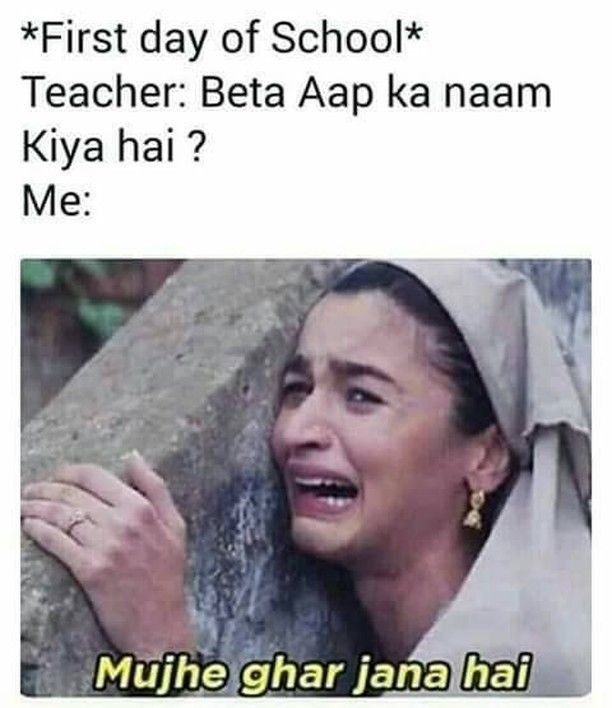 *First day of School*
Teacher: Beta Aap ka naam
Kiya hai ?
Me:
Mujhe ghar jana hai